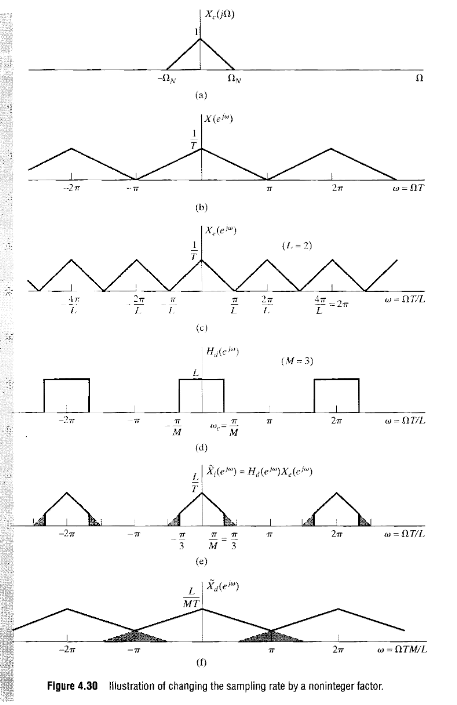 X_c(jΩ)
1
-Ω_N Ω_N Ω
(a)
X(e^{jω})
1/T
-2π -π π 2π ω = ΩT
(b)
X_e(e^{jω})
1/T (L = 2)
-4π/L -2π/L -π/L π/L 2π/L 4π/L = 2π ω = ΩT/L
(c)
H_d(e^{jω})
L (M = 3)
-2π -π -π/M ω_c = π/M π 2π ω = ΩT/L
(d)
X̃_i(e^{jω}) = H_d(e^{jω})X_e(e^{jω})
L/T
-2π -π -π/3 π/M = π/3 π 2π ω = ΩT/L
(e)
X̃_d(e^{jω})
L/MT
-2π -π π 2π ω = ΩTM/L
(f)
Figure 4.30 Illustration of changing the sampling rate by a noninteger factor.